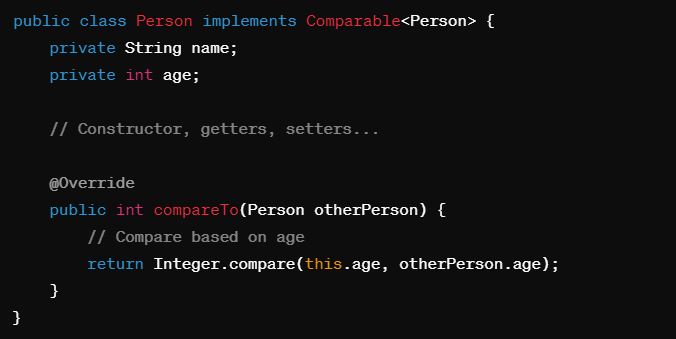 public class Person implements Comparable<Person> {
    private String name;
    private int age;

    // Constructor, getters, setters...

    @Override
    public int compareTo(Person otherPerson) {
        // Compare based on age
        return Integer.compare(this.age, otherPerson.age);
    }
}